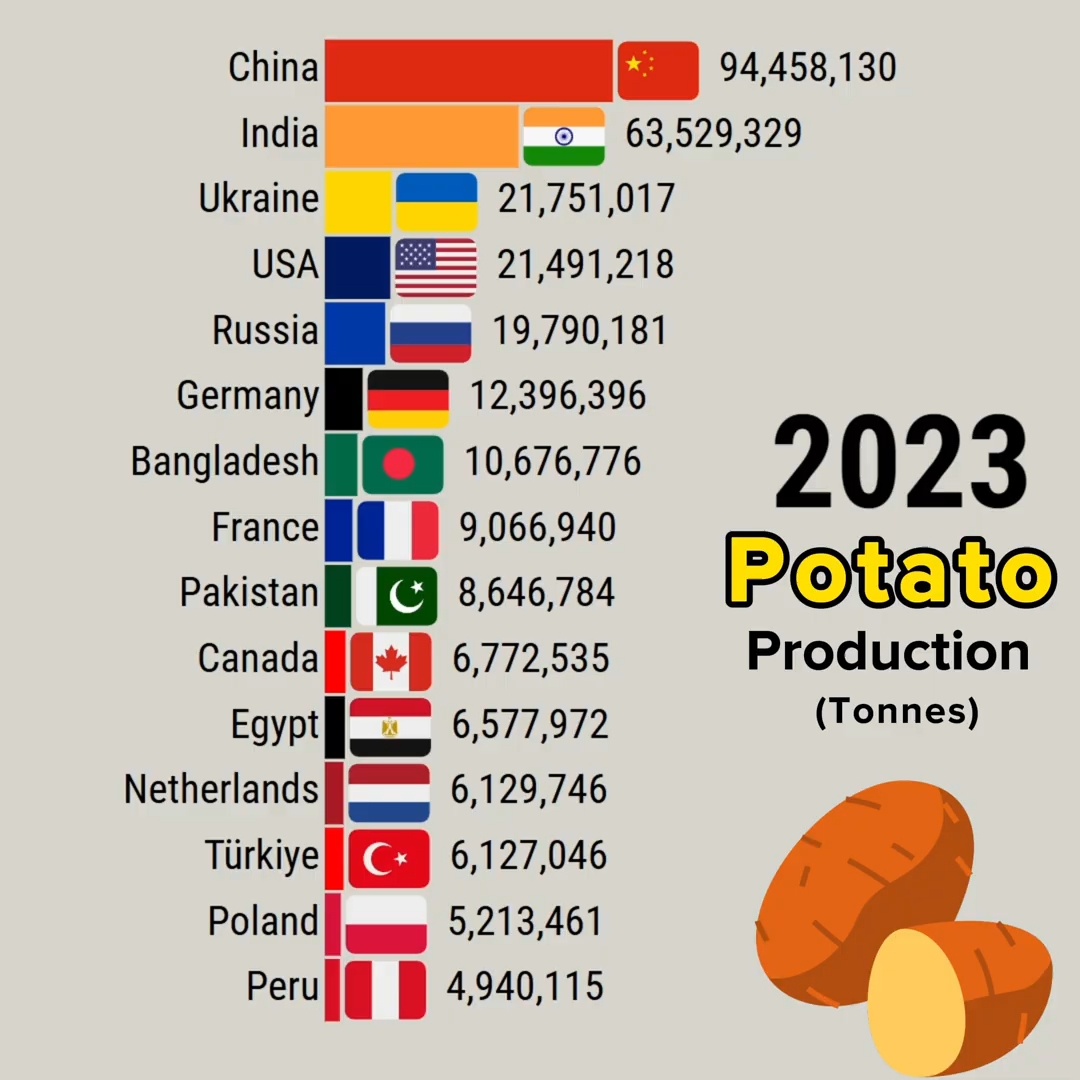 China 94,458,130
India 63,529,329
Ukraine 21,751,017
USA 21,491,218
Russia 19,790,181
Germany 12,396,396
Bangladesh 10,676,776
France 9,066,940
Pakistan 8,646,784
Canada 6,772,535
Egypt 6,577,972
Netherlands 6,129,746
Türkiye 6,127,046
Poland 5,213,461
Peru 4,940,115
2023
Potato
Production
(Tonnes)